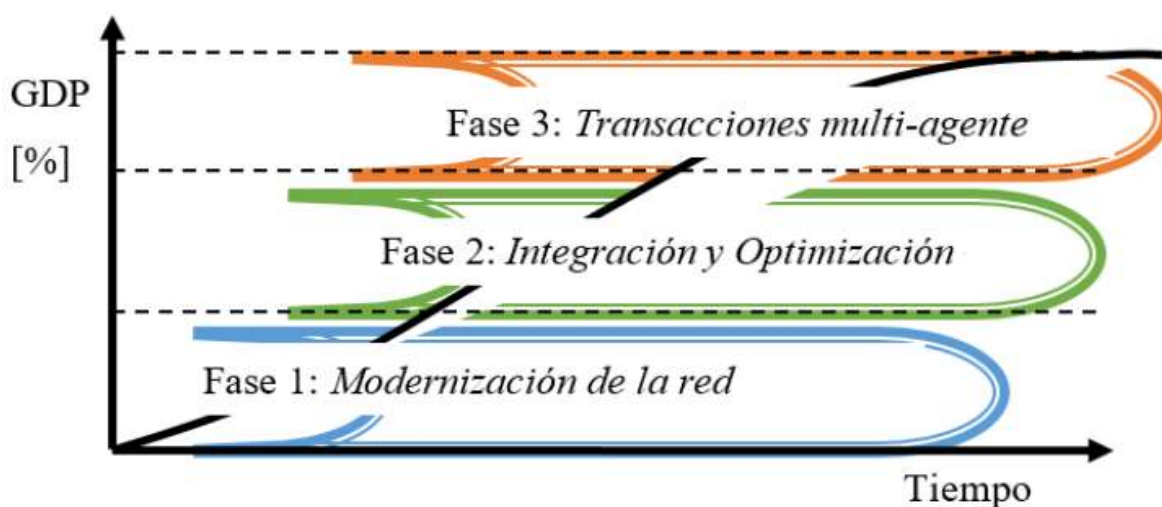 GDP
[%]
Fase 3: Transacciones multi-agente
Fase 2: Integración y Optimización
Fase 1: Modernización de la red
Tiempo